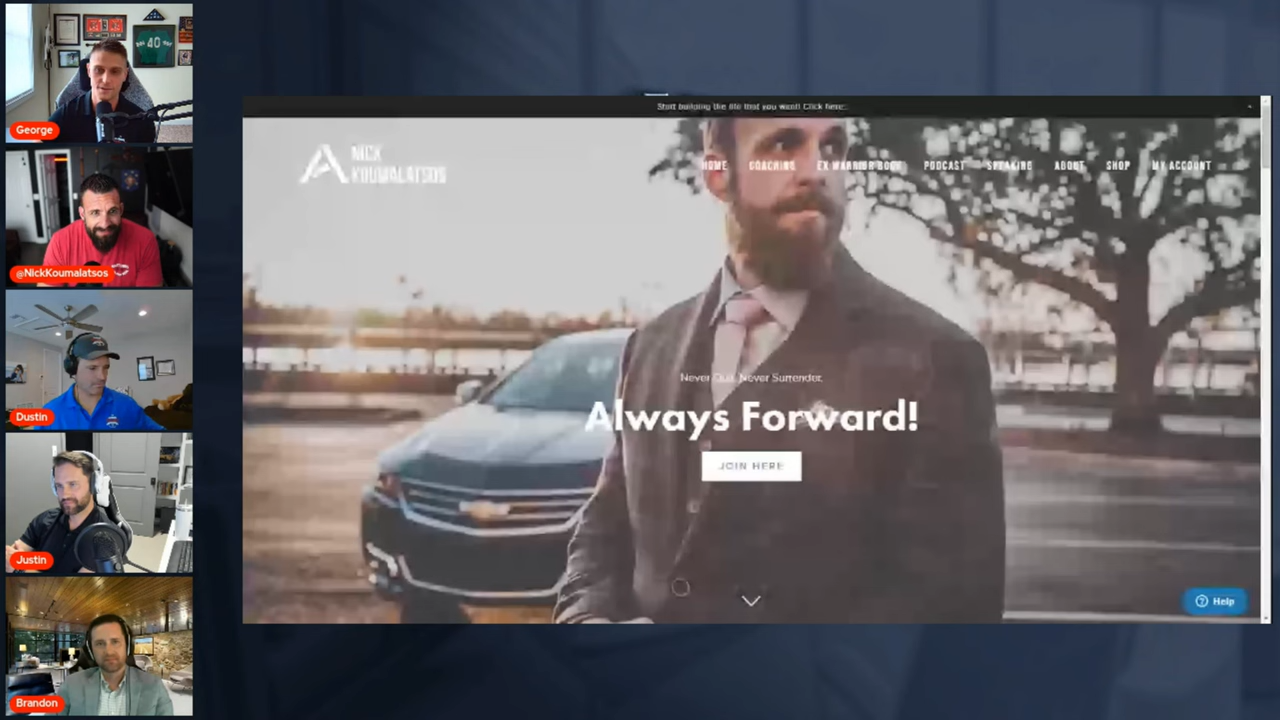 George
@NickKoumalatsos
Dustin
Justin
Brandon
40
Start building the life that you want! Click here:
NICK
KOUMALATSOS
HOME COACHING EX WARRIOR BOOK PODCAST SPEAKING ABOUT SHOP MY ACCOUNT
Never Quit. Never Surrender.
Always Forward!
JOIN HERE
Help